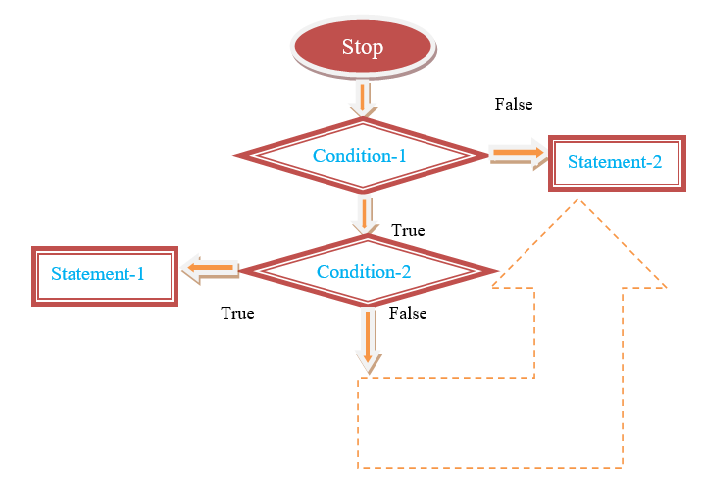 Stop
False
Condition-1
Statement-2
True
Condition-2
Statement-1
True
False